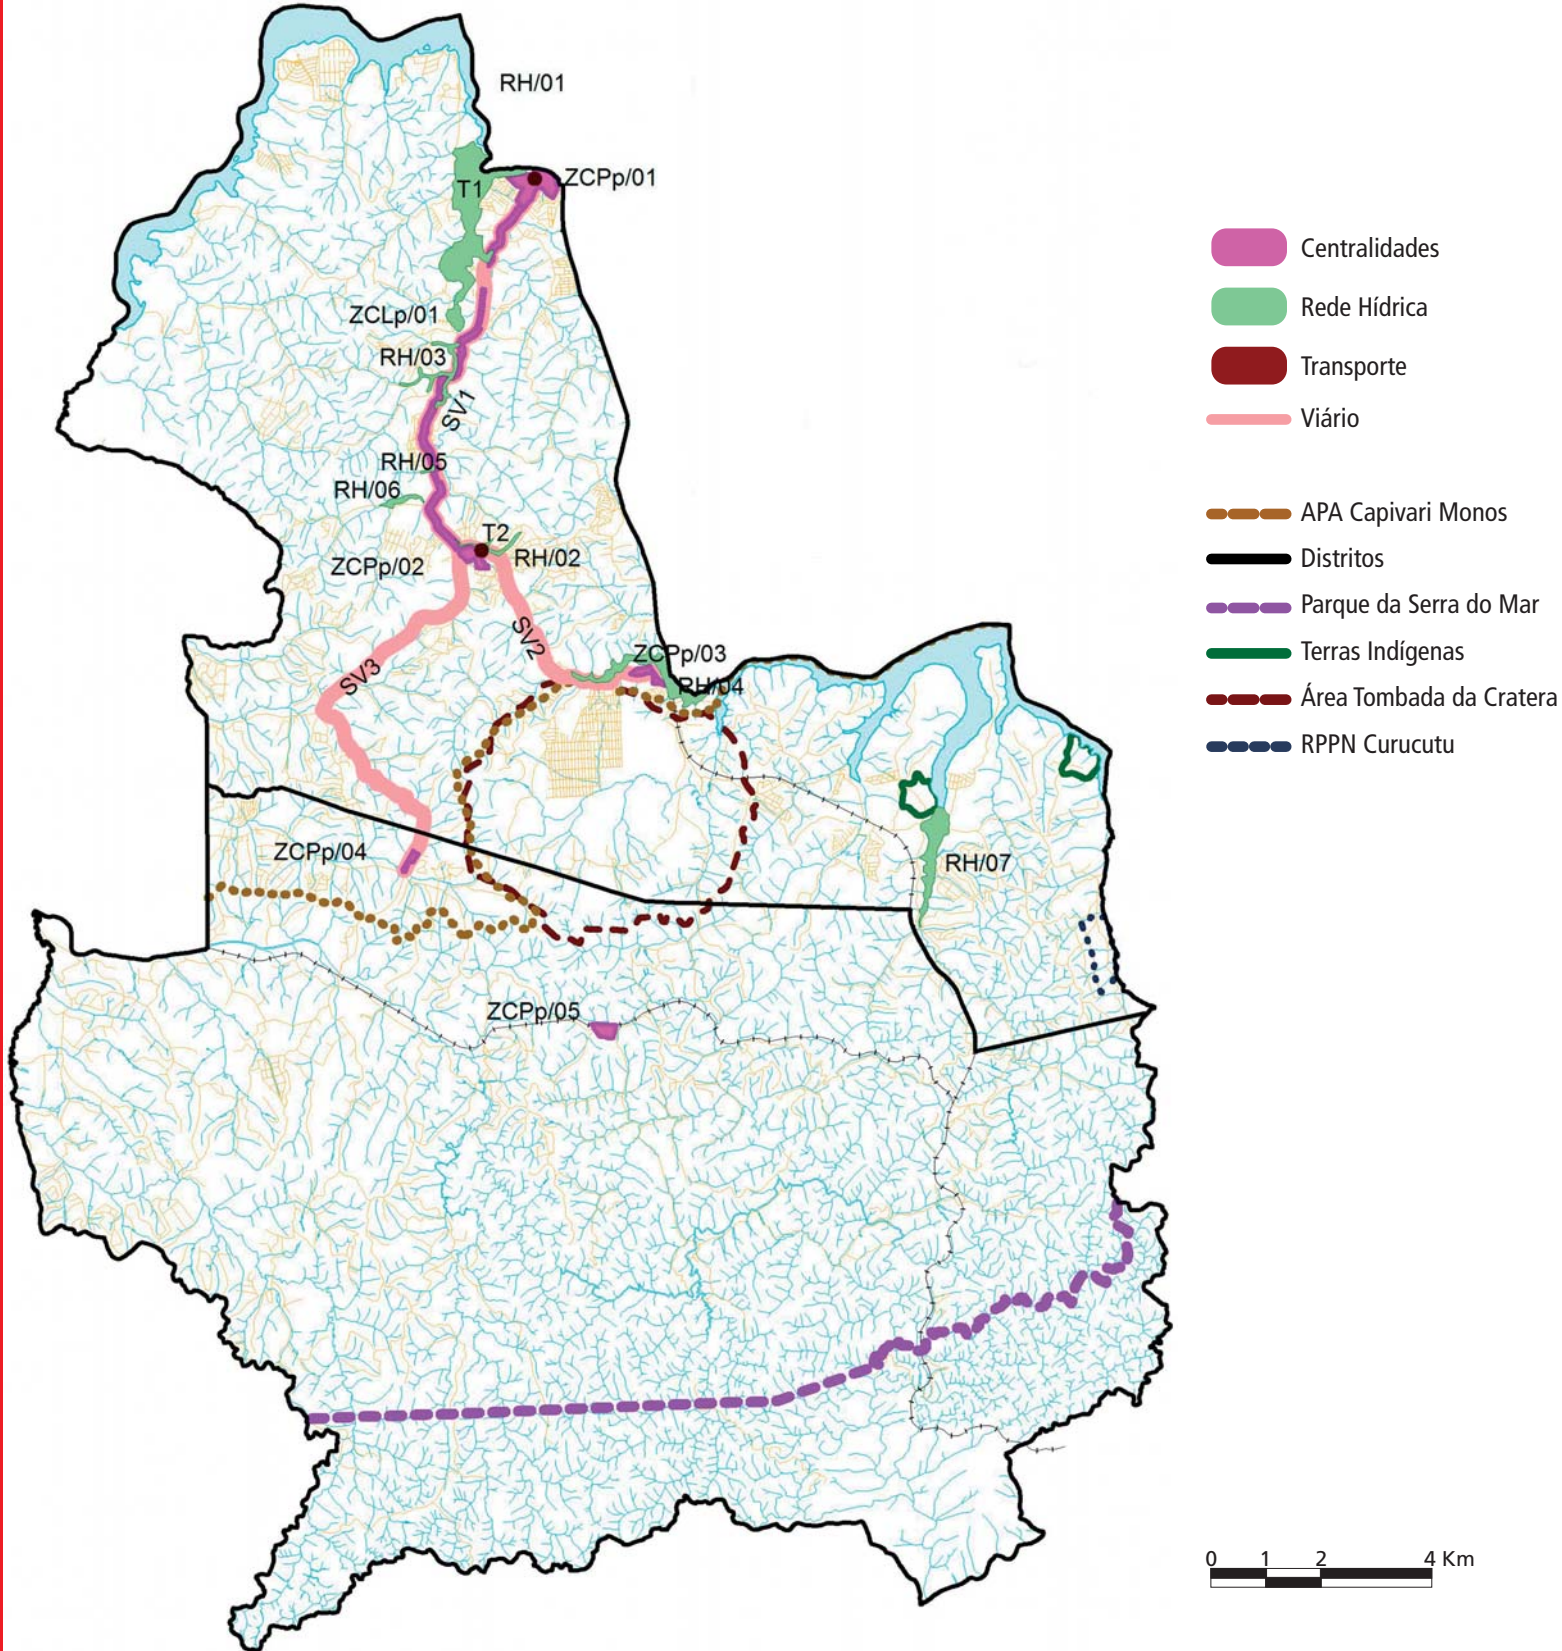 RH/01
T1
ZCPp/01
ZCLp/01
RH/03
SV1
RH/05
RH/06
T2
RH/02
ZCPp/02
SV2
SV3
ZCPp/03
RH/04
ZCPp/04
RH/07
ZCPp/05
Centralidades
Rede Hídrica
Transporte
Viário
APA Capivari Monos
Distritos
Parque da Serra do Mar
Terras Indígenas
Área Tombada da Cratera
RPPN Curucutu
0 1 2 4 Km